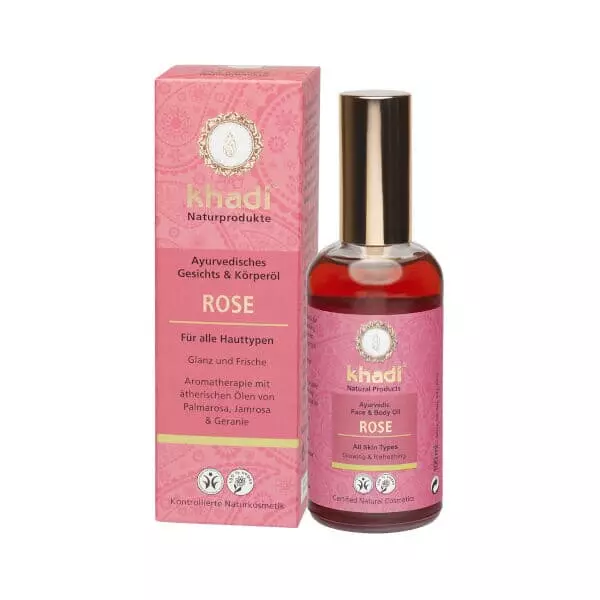 khadi
Naturprodukte
Ayurvedisches
Gesichts & Körperöl
ROSE
Für alle Hauttypen
Glanz und Frische
Aromatherapie mit
ätherischen Ölen von
Palmarosa, Jamrosa
& Geranie
Kontrollierte Naturkosmetik
khadi
Natural Products
Ayurvedic
Face & Body Oil
ROSE
All Skin Types
Glowing & Refreshing
Certified Natural Cosmetics
100 ml